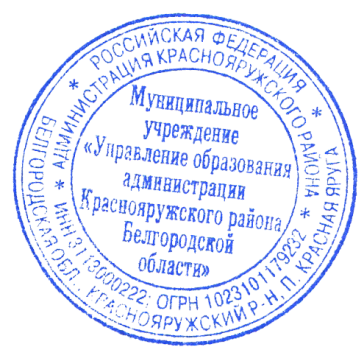 * РОССИЙСКАЯ ФЕДЕРАЦИЯ *
БЕЛГОРОДСКАЯ ОБЛ., КРАСНОЯРУЖСКИЙ Р-Н, П. КРАСНАЯ ЯРУГА
* АДМИНИСТРАЦИЯ КРАСНОЯРУЖСКОГО РАЙОНА *
ИНН 3113000222; ОГРН 1023101179232
Муниципальное
учреждение
«Управление образования
администрации
Краснояружского района
Белгородской
области»